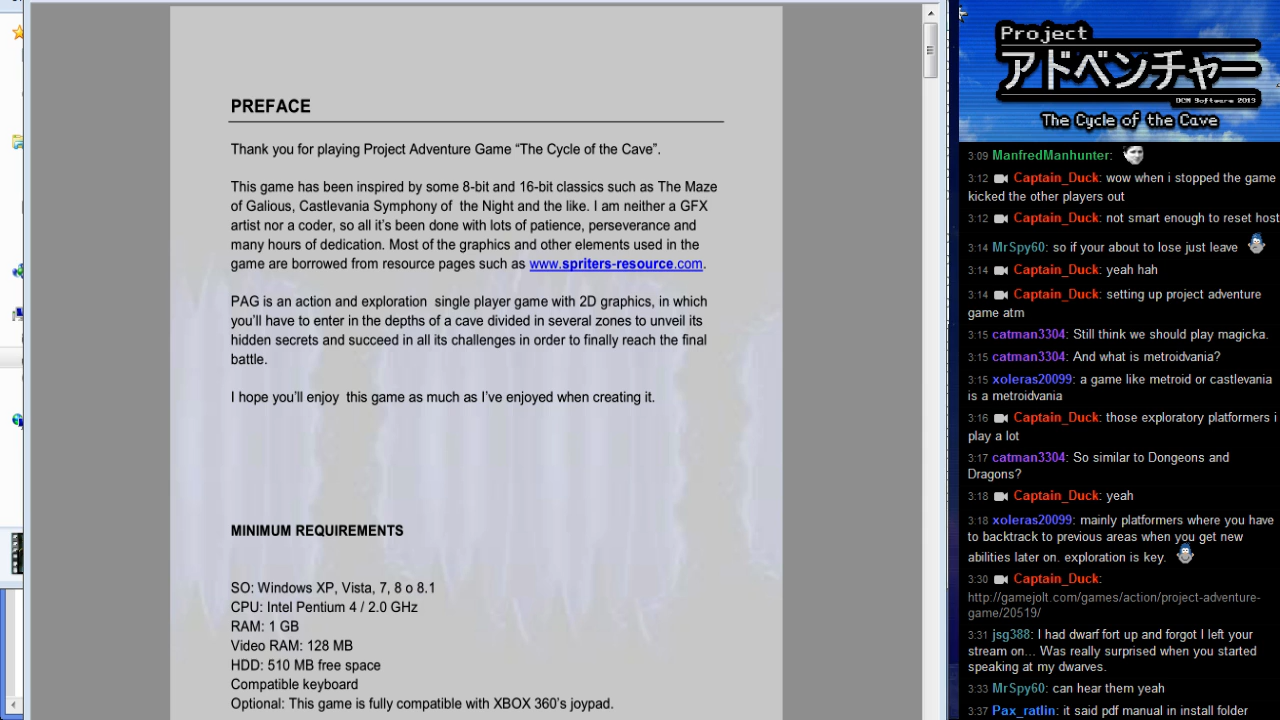 PREFACE
Thank you for playing Project Adventure Game “The Cycle of the Cave”.
This game has been inspired by some 8-bit and 16-bit classics such as The Maze
of Galious, Castlevania Symphony of  the Night and the like. I am neither a GFX
artist nor a coder, so all it’s been done with lots of patience, perseverance and
many hours of dedication. Most of the graphics and other elements used in the
game are borrowed from resource pages such as www.spriters-resource.com.
PAG is an action and exploration  single player game with 2D graphics, in which
you’ll have to enter in the depths of a cave divided in several zones to unveil its
hidden secrets and succeed in all its challenges in order to finally reach the final
battle.
I hope you’ll enjoy  this game as much as I’ve enjoyed when creating it.
MINIMUM REQUIREMENTS
SO: Windows XP, Vista, 7, 8 o 8.1
CPU: Intel Pentium 4 / 2.0 GHz
RAM: 1 GB
Video RAM: 128 MB
HDD: 510 MB free space
Compatible keyboard
Optional: This game is fully compatible with XBOX 360’s joypad.
Project
アドベンチャー
DCM Software 2013
The Cycle of the Cave
3:09 ManfredManhunter:
3:12 Captain_Duck: wow when i stopped the game
kicked the other players out
3:12 Captain_Duck: not smart enough to reset host
3:14 MrSpy60: so if your about to lose just leave
3:14 Captain_Duck: yeah hah
3:14 Captain_Duck: setting up project adventure
game atm
3:15 catman3304: Still think we should play magicka.
3:15 catman3304: And what is metroidvania?
3:15 xoleras20099: a game like metroid or castlevania
is a metroidvania
3:16 Captain_Duck: those exploratory platformers i
play a lot
3:17 catman3304: So similar to Dongeons and
Dragons?
3:18 Captain_Duck: yeah
3:18 xoleras20099: mainly platformers where you have
to backtrack to previous areas when you get new
abilities later on. exploration is key.
3:30 Captain_Duck:
http://gamejolt.com/games/action/project-adventure-
game/20519/
3:31 jsg388: I had dwarf fort up and forgot I left your
stream on... Was really surprised when you started
speaking at my dwarves.
3:33 MrSpy60: can hear them yeah
3:37 Pax_ratlin: it said pdf manual in install folder